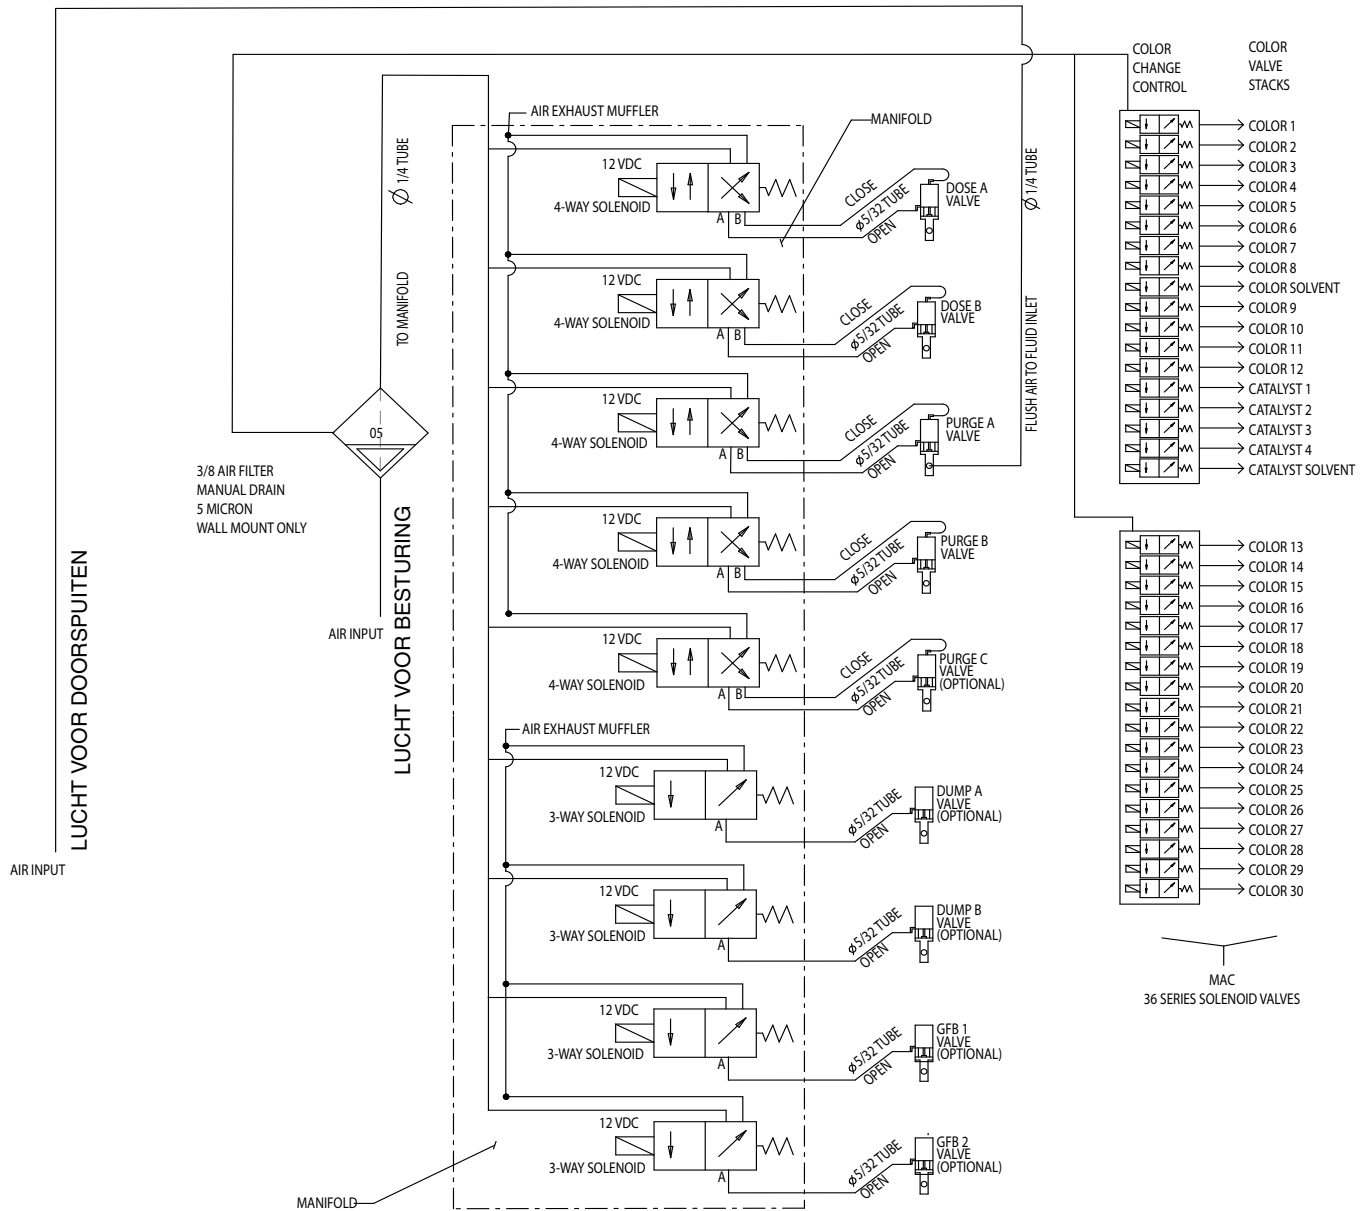 COLOR
CHANGE
CONTROL
COLOR
VALVE
STACKS
AIR EXHAUST MUFFLER
MANIFOLD
Ø 1/4 TUBE
TO MANIFOLD
12 VDC
4-WAY SOLENOID
A B
CLOSE
Ø5/32 TUBE
OPEN
DOSE A
VALVE
12 VDC
4-WAY SOLENOID
A B
CLOSE
Ø5/32 TUBE
OPEN
DOSE B
VALVE
12 VDC
4-WAY SOLENOID
A B
CLOSE
Ø5/32 TUBE
OPEN
PURGE A
VALVE
12 VDC
4-WAY SOLENOID
A B
CLOSE
Ø5/32 TUBE
OPEN
PURGE B
VALVE
12 VDC
4-WAY SOLENOID
A B
CLOSE
Ø5/32 TUBE
OPEN
PURGE C
VALVE
(OPTIONAL)
AIR EXHAUST MUFFLER
12 VDC
3-WAY SOLENOID
A
Ø5/32 TUBE
OPEN
DUMP A
VALVE
(OPTIONAL)
12 VDC
3-WAY SOLENOID
A
Ø5/32 TUBE
OPEN
DUMP B
VALVE
(OPTIONAL)
12 VDC
3-WAY SOLENOID
A
Ø5/32 TUBE
OPEN
GFB 1
VALVE
(OPTIONAL)
12 VDC
3-WAY SOLENOID
A
Ø5/32 TUBE
OPEN
GFB 2
VALVE
(OPTIONAL)
MANIFOLD
05
3/8 AIR FILTER
MANUAL DRAIN
5 MICRON
WALL MOUNT ONLY
AIR INPUT
LUCHT VOOR BESTURING
LUCHT VOOR DOORSPUITEN
AIR INPUT
Ø 1/4 TUBE
FLUSH AIR TO FLUID INLET
COLOR 1
COLOR 2
COLOR 3
COLOR 4
COLOR 5
COLOR 6
COLOR 7
COLOR 8
COLOR SOLVENT
COLOR 9
COLOR 10
COLOR 11
COLOR 12
CATALYST 1
CATALYST 2
CATALYST 3
CATALYST 4
CATALYST SOLVENT
COLOR 13
COLOR 14
COLOR 15
COLOR 16
COLOR 17
COLOR 18
COLOR 19
COLOR 20
COLOR 21
COLOR 22
COLOR 23
COLOR 24
COLOR 25
COLOR 26
COLOR 27
COLOR 28
COLOR 29
COLOR 30
MAC
36 SERIES SOLENOID VALVES